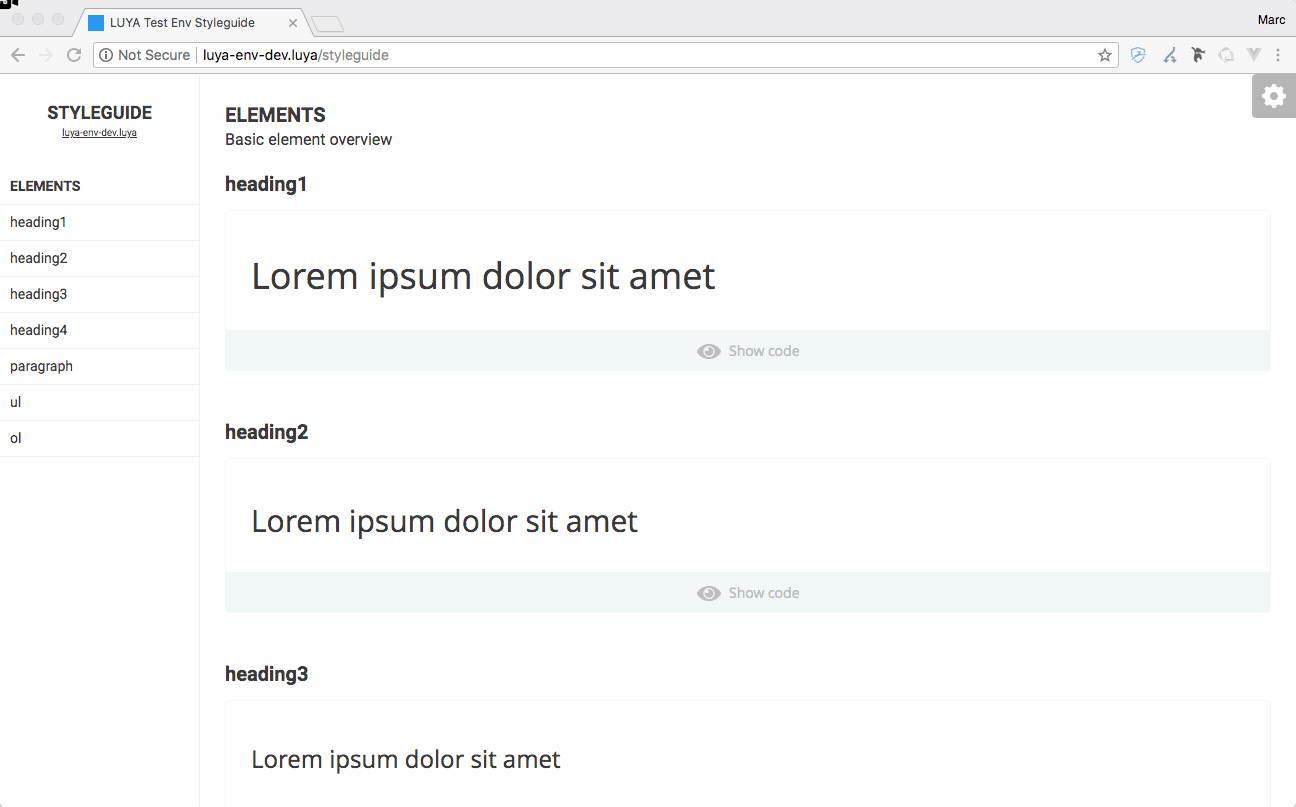 LUYA Test Env Styleguide
Marc
Not Secure luya-env-dev.luya/styleguide
STYLEGUIDE
luya-env-dev.luya
ELEMENTS
heading1
heading2
heading3
heading4
paragraph
ul
ol
ELEMENTS
Basic element overview
heading1
Lorem ipsum dolor sit amet
Show code
heading2
Lorem ipsum dolor sit amet
Show code
heading3
Lorem ipsum dolor sit amet